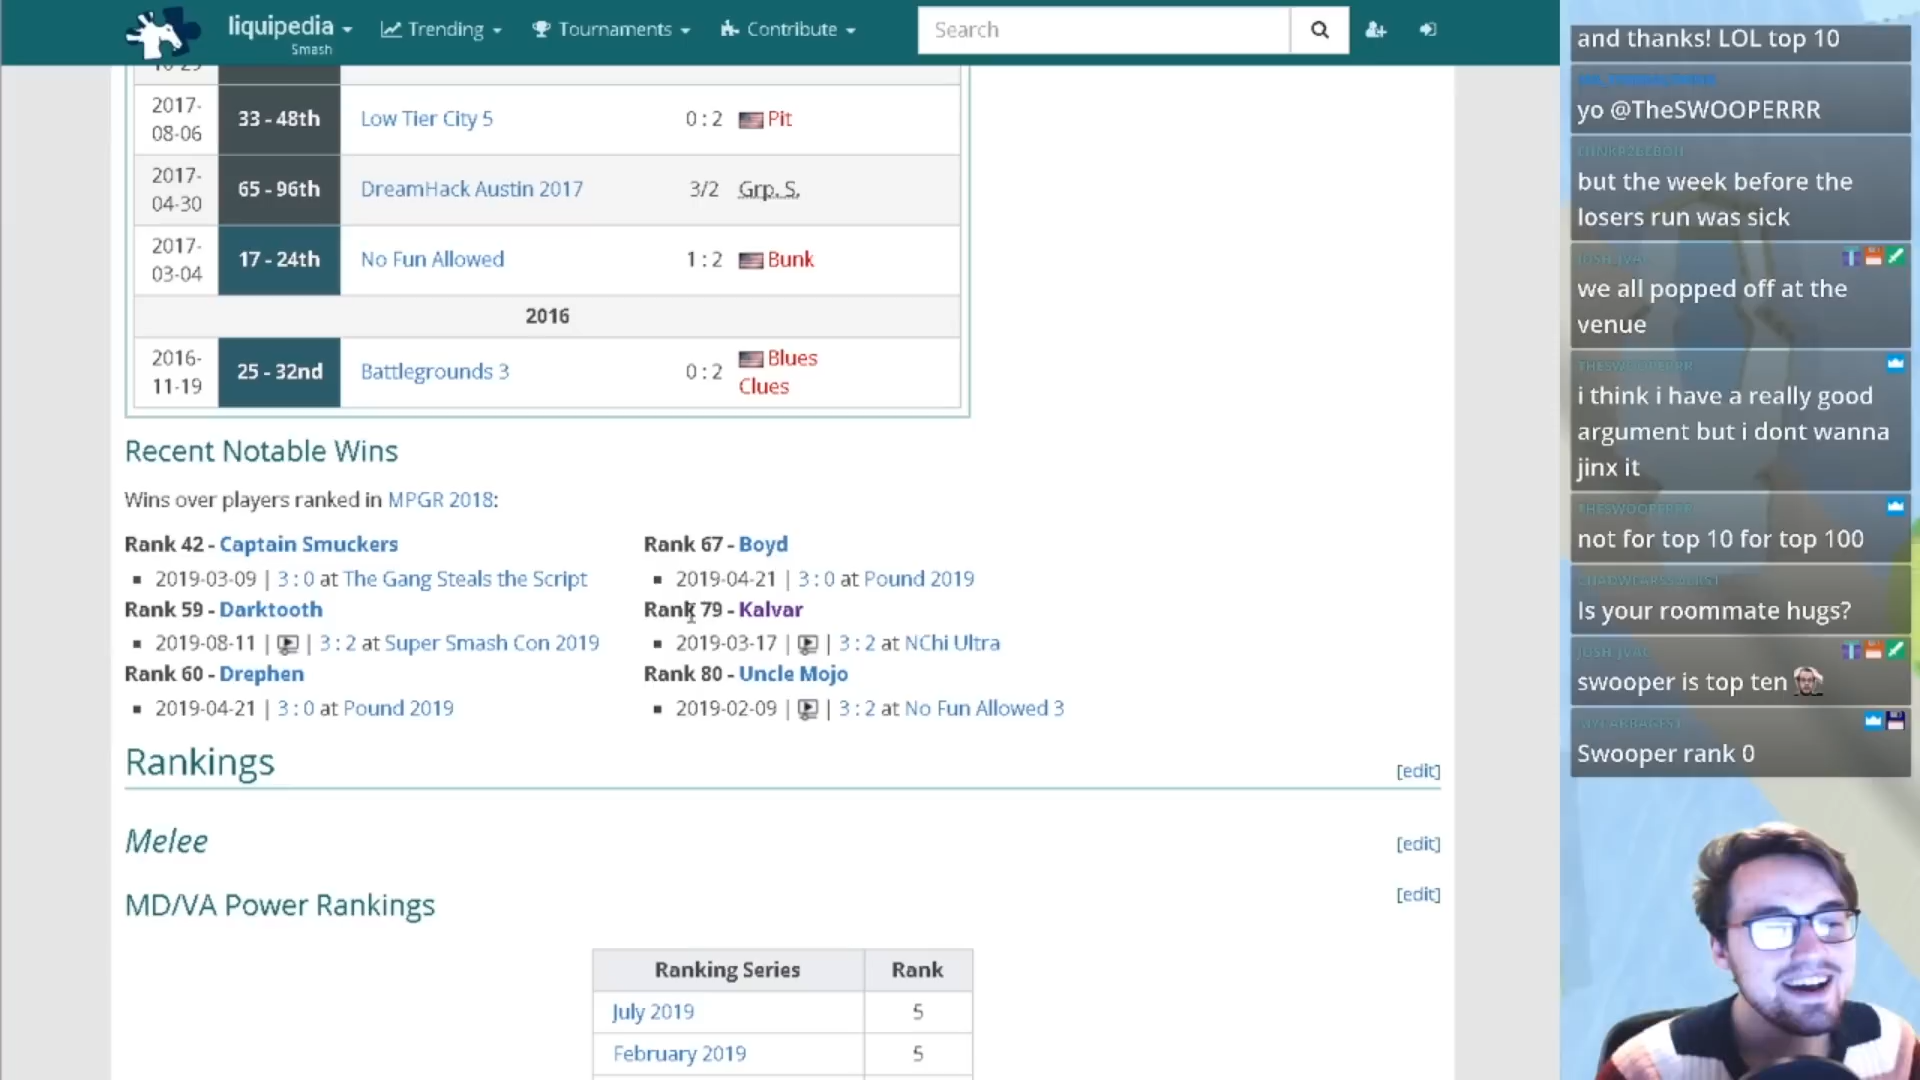 liquipedia
Smash
Trending
Tournaments
Contribute
Search
10-29
2017-08-06 33 - 48th Low Tier City 5 0 : 2 Pit
2017-04-30 65 - 96th DreamHack Austin 2017 3/2 Grp. S.
2017-03-04 17 - 24th No Fun Allowed 1 : 2 Bunk
2016
2016-11-19 25 - 32nd Battlegrounds 3 0 : 2 Blues Clues
Recent Notable Wins
Wins over players ranked in MPGR 2018:
Rank 42 - Captain Smuckers
2019-03-09 | 3 : 0 at The Gang Steals the Script
Rank 59 - Darktooth
2019-08-11 | | 3 : 2 at Super Smash Con 2019
Rank 60 - Drephen
2019-04-21 | 3 : 0 at Pound 2019
Rank 67 - Boyd
2019-04-21 | 3 : 0 at Pound 2019
Rank 79 - Kalvar
2019-03-17 | | 3 : 2 at NChi Ultra
Rank 80 - Uncle Mojo
2019-02-09 | | 3 : 2 at No Fun Allowed 3
Rankings [edit]
Melee [edit]
MD/VA Power Rankings [edit]
Ranking Series Rank
July 2019 5
February 2019 5
and thanks! LOL top 10
yo @TheSWOOPERRR
but the week before the
losers run was sick
JOSH_JVAC
we all popped off at the
venue
THESWOOPERRR
i think i have a really good
argument but i dont wanna
jinx it
THESWOOPERRR
not for top 10 for top 100
Is your roommate hugs?
JOSH_JVAC
swooper is top ten
Swooper rank 0